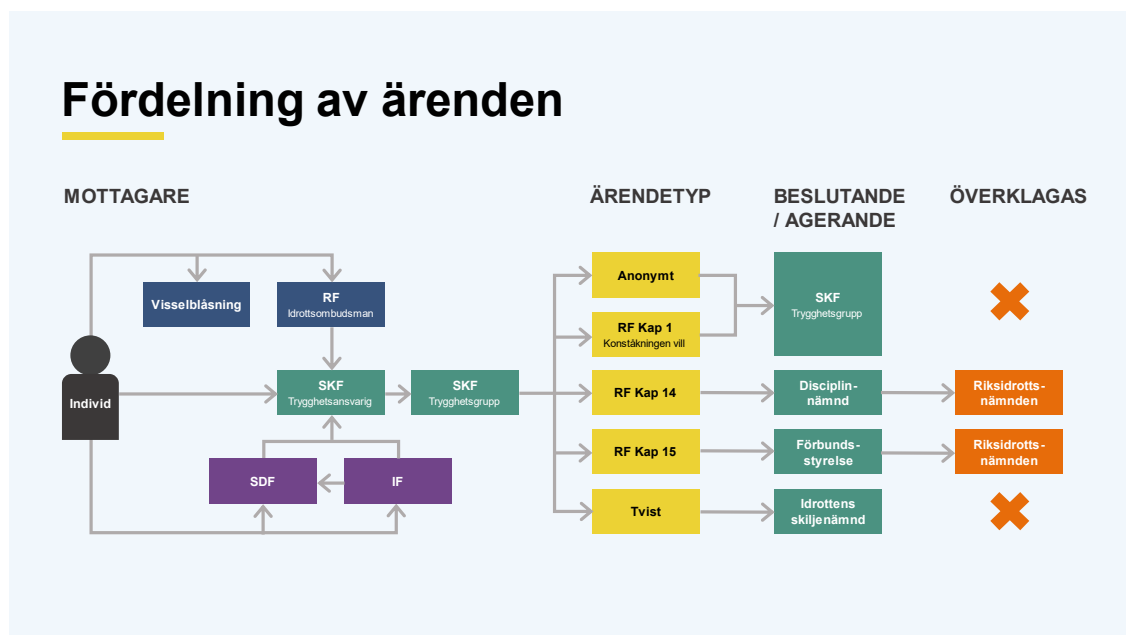 Fördelning av ärenden
MOTTAGARE
ÄRENDETYP
BESLUTANDE
/ AGERANDE
ÖVERKLAGAS
Visselblåsning
RF
Idrottsombudsman
Individ
SKF
Trygghetsansvarig
SKF
Trygghetsgrupp
SDF
IF
Anonymt
RF Kap 1
Konståkningen vill
RF Kap 14
RF Kap 15
Tvist
SKF
Trygghetsgrupp
Disciplin-
nämnd
Förbunds-
styrelse
Idrottens
skiljenämnd
Riksidrotts-
nämnden
Riksidrotts-
nämnden